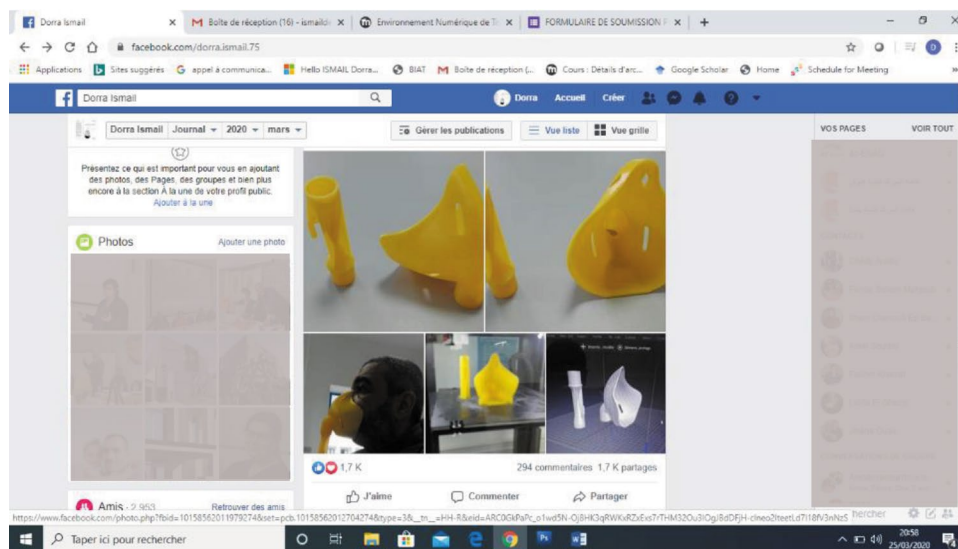 Dorra Ismail
Boîte de réception (16) - ismaild
Environnement Numérique de T
FORMULAIRE DE SOUMISSION
facebook.com/dorra.ismail.75
Applications
Sites suggérés
appel à communica...
Hello ISMAIL Dorra...
BIAT
Boite de réception (...
Cours : Détails d'arc...
Google Scholar
Home
Schedule for Meeting
Dorra Ismail
Dorra
Accueil
Créer
Dorra Ismail
Journal
2020
mars
Gérer les publications
Vue liste
Vue grille
VOS PAGES
VOIR TOUT
Présentez ce qui est important pour vous en ajoutant
des photos, des Pages, des groupes et bien plus
encore à la section À la une de votre profil public.
Ajouter à la une
Photos
Ajouter une photo
1,7 K
294 commentaires 1,7 K partages
J'aime
Commenter
Partager
Amis · 2 953
Retrouver des amis
hercher
Taper ici pour rechercher
20:58
25/03/2020